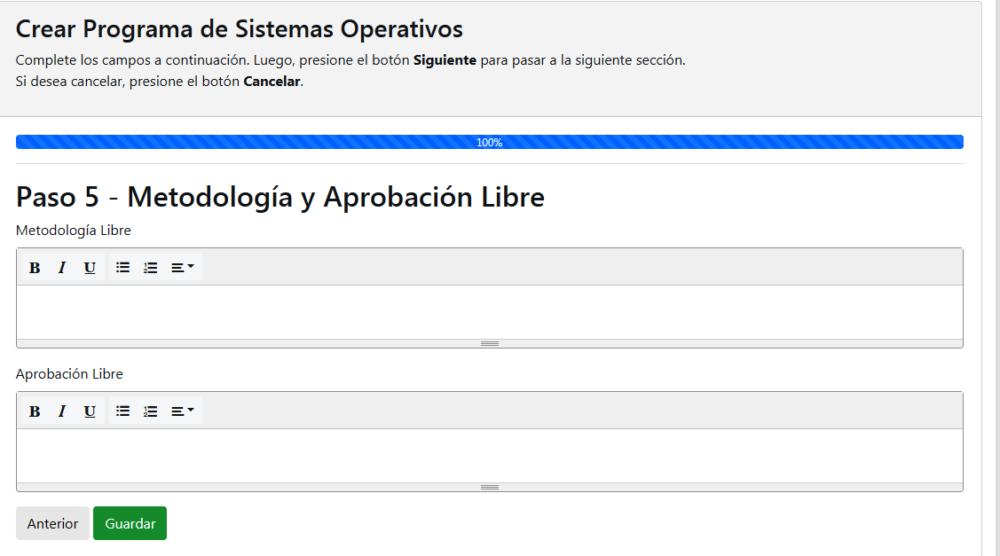 Crear Programa de Sistemas Operativos
Complete los campos a continuación. Luego, presione el botón Siguiente para pasar a la siguiente sección.
Si desea cancelar, presione el botón Cancelar.
100%
Paso 5 - Metodología y Aprobación Libre
Metodología Libre
B I U
Aprobación Libre
B I U
Anterior Guardar